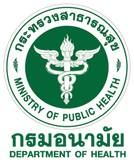 กระทรวงสาธารณสุข
MINISTRY OF PUBLIC HEALTH
กรมอนามัย
DEPARTMENT OF HEALTH